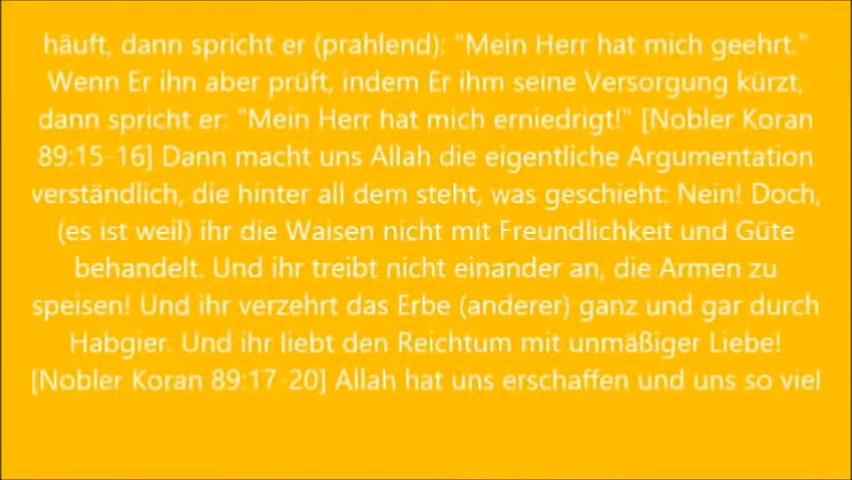 häuft, dann spricht er (prahlend): "Mein Herr hat mich geehrt."
Wenn Er ihn aber prüft, indem Er ihm seine Versorgung kürzt,
dann spricht er: "Mein Herr hat mich erniedrigt!" [Nobler Koran
89:15-16] Dann macht uns Allah die eigentliche Argumentation
verständlich, die hinter all dem steht, was geschieht: Nein! Doch,
(es ist weil) ihr die Waisen nicht mit Freundlichkeit und Güte
behandelt. Und ihr treibt nicht einander an, die Armen zu
speisen! Und ihr verzehrt das Erbe (anderer) ganz und gar durch
Habgier. Und ihr liebt den Reichtum mit unmäßiger Liebe!
[Nobler Koran 89:17-20] Allah hat uns erschaffen und uns so viel